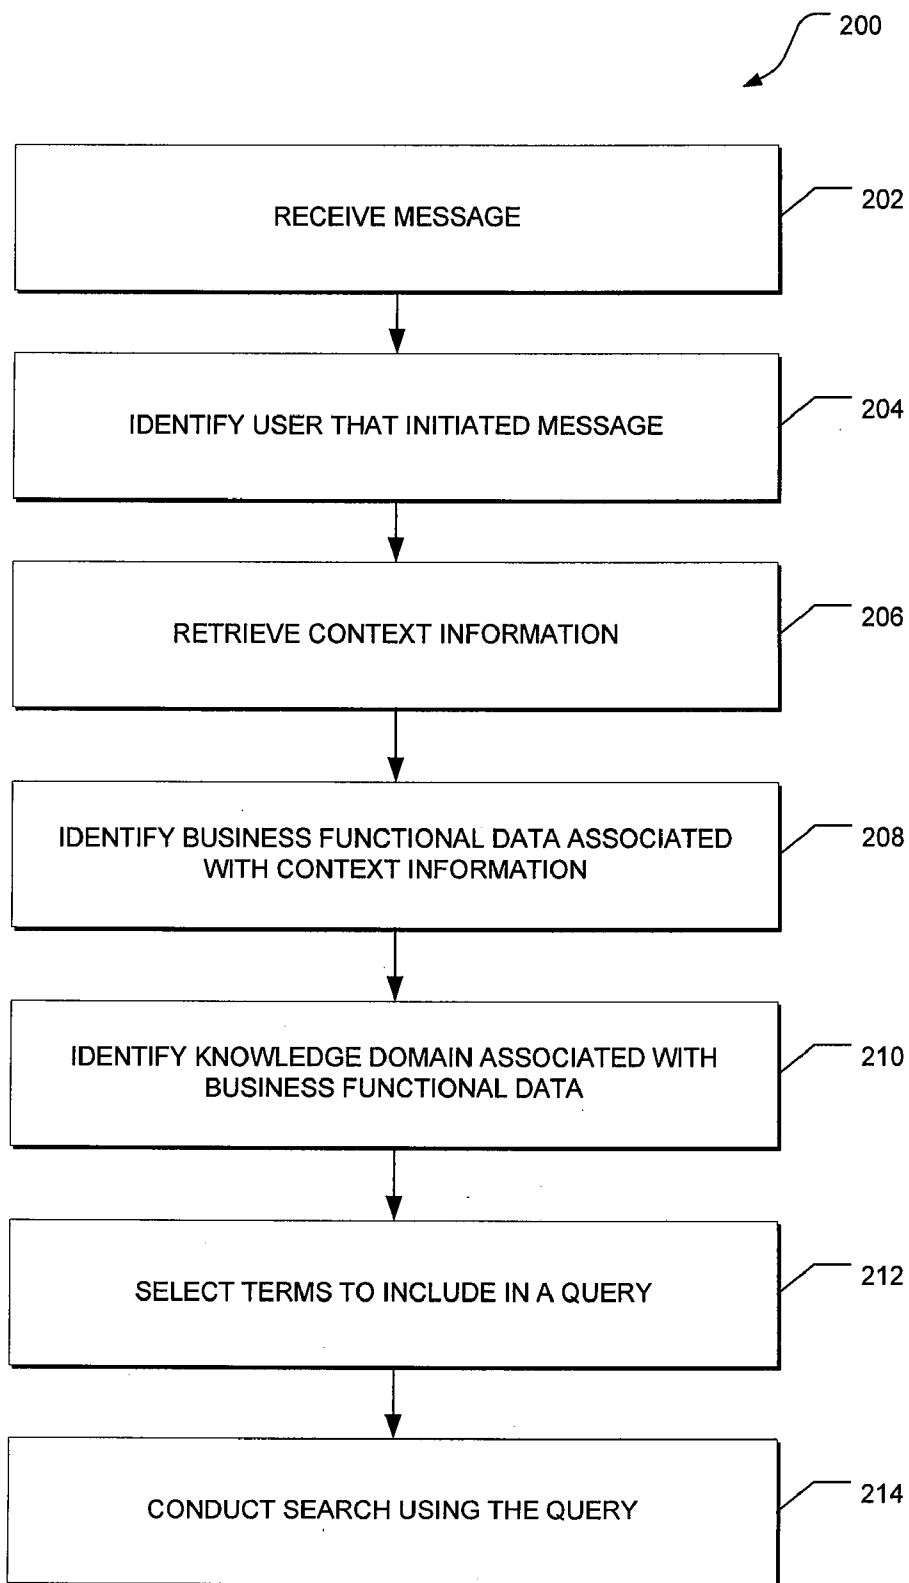 200
RECEIVE MESSAGE
202
IDENTIFY USER THAT INITIATED MESSAGE
204
RETRIEVE CONTEXT INFORMATION
206
IDENTIFY BUSINESS FUNCTIONAL DATA ASSOCIATED
WITH CONTEXT INFORMATION
208
IDENTIFY KNOWLEDGE DOMAIN ASSOCIATED WITH
BUSINESS FUNCTIONAL DATA
210
SELECT TERMS TO INCLUDE IN A QUERY
212
CONDUCT SEARCH USING THE QUERY
214